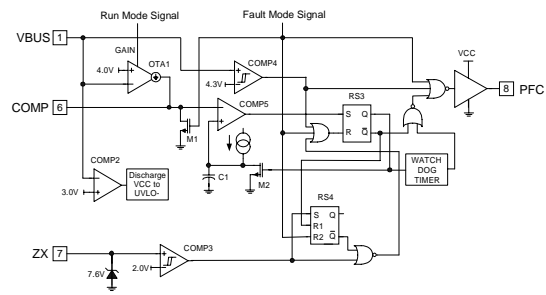 Run Mode Signal
Fault Mode Signal
VBUS 1
GAIN
VCC
4.0V
OTA1
COMP4
4.3V
RS3
8 PFC
COMP 6
COMP5
S Q
R Q
M1
C1
M2
WATCH
DOG
TIMER
COMP2
Discharge
VCC to
UVLO-
3.0V
RS4
S Q
R1
R2 Q
ZX 7
COMP3
7.6V
2.0V